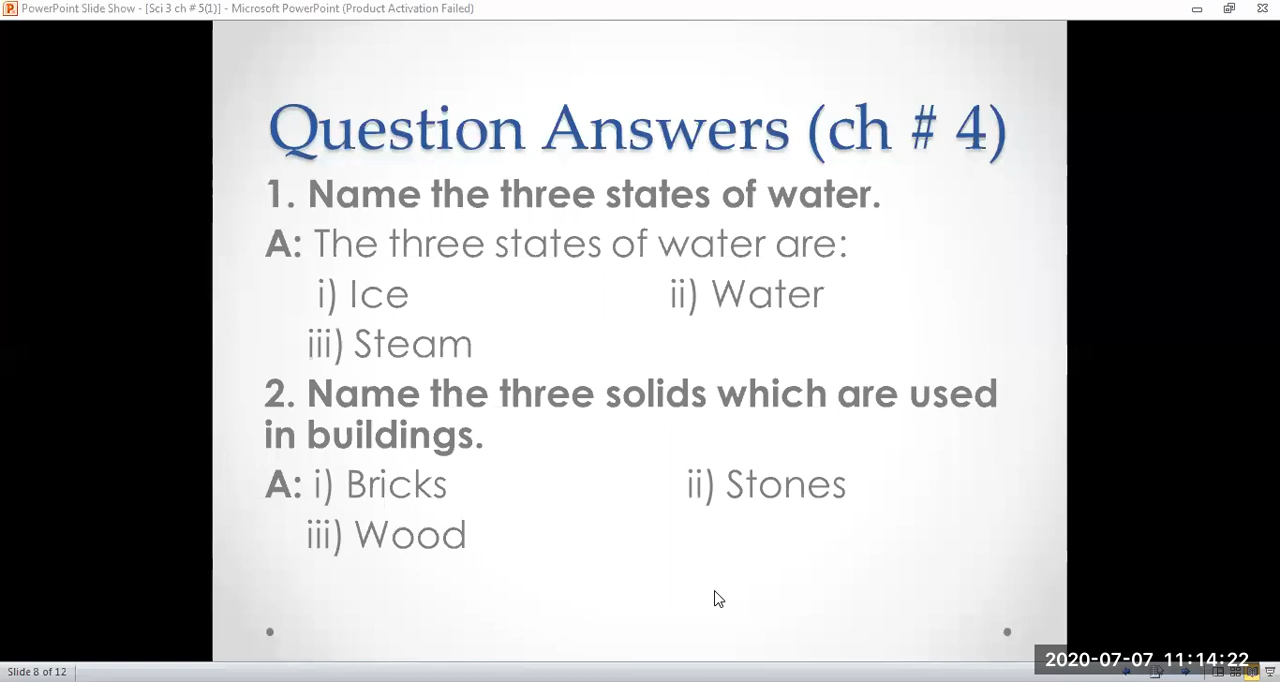 PowerPoint Slide Show - [Sci 3 ch # 5(1)] - Microsoft PowerPoint (Product Activation Failed)
Question Answers (ch # 4)
1. Name the three states of water.
A: The three states of water are:
i) Ice ii) Water
iii) Steam
2. Name the three solids which are used
in buildings.
A: i) Bricks ii) Stones
iii) Wood
2020-07-07 11:14:22
Slide 8 of 12